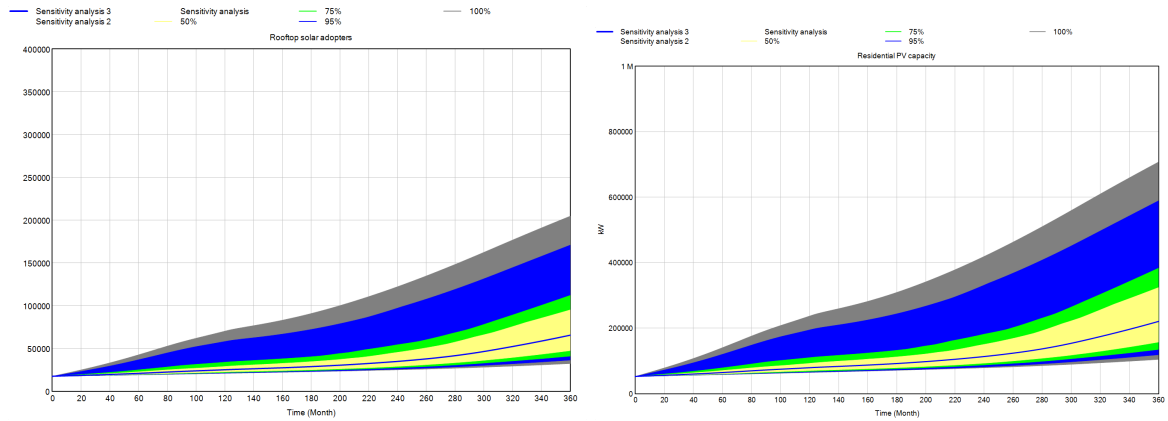 Sensitivity analysis 3 Sensitivity analysis 75% 100%
Sensitivity analysis 2 50% 95%
Rooftop solar adopters
400000
350000
300000
250000
200000
150000
100000
50000
0
0 20 40 60 80 100 120 140 160 180 200 220 240 260 280 300 320 340 360
Time (Month)
Sensitivity analysis 3 Sensitivity analysis 75% 100%
Sensitivity analysis 2 50% 95%
Residential PV capacity
1 M
800000
600000
kW
400000
200000
0
0 20 40 60 80 100 120 140 160 180 200 220 240 260 280 300 320 340 360
Time (Month)